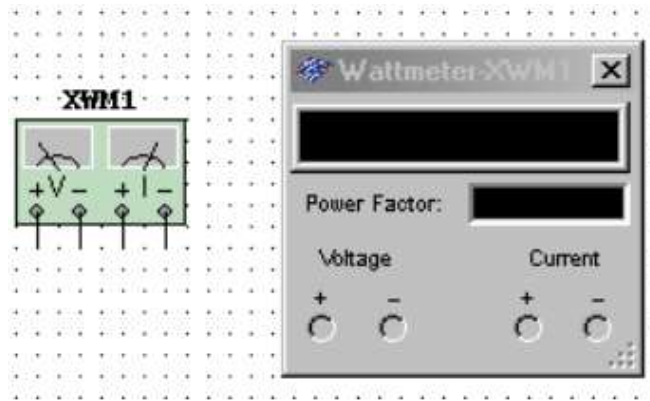 XWM1
+ V - + I -
Wattmeter-XWM1
Power Factor:
Voltage Current
+ - + -